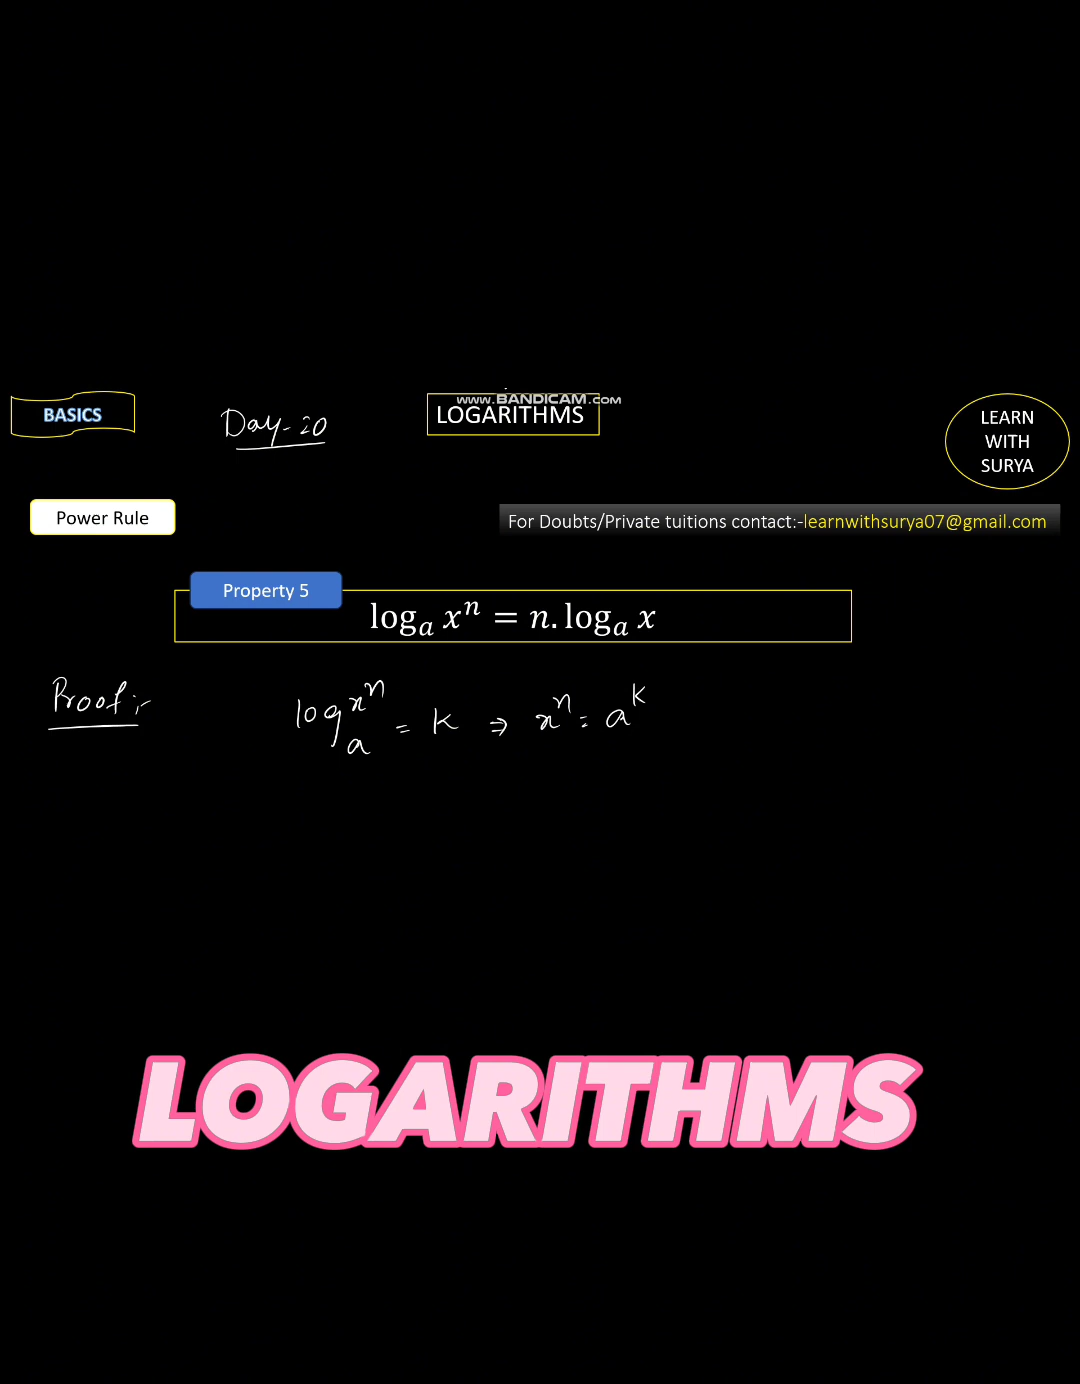 www.BANDICAM.com
BASICS
Day-20
LOGARITHMS
LEARN
WITH
SURYA
Power Rule
For Doubts/Private tuitions contact:-learnwithsurya07@gmail.com
Property 5
logₐ xⁿ = n. logₐ x
Proof:-
logₐ xⁿ = k ⇒ xⁿ = aᵏ
LOGARITHMS